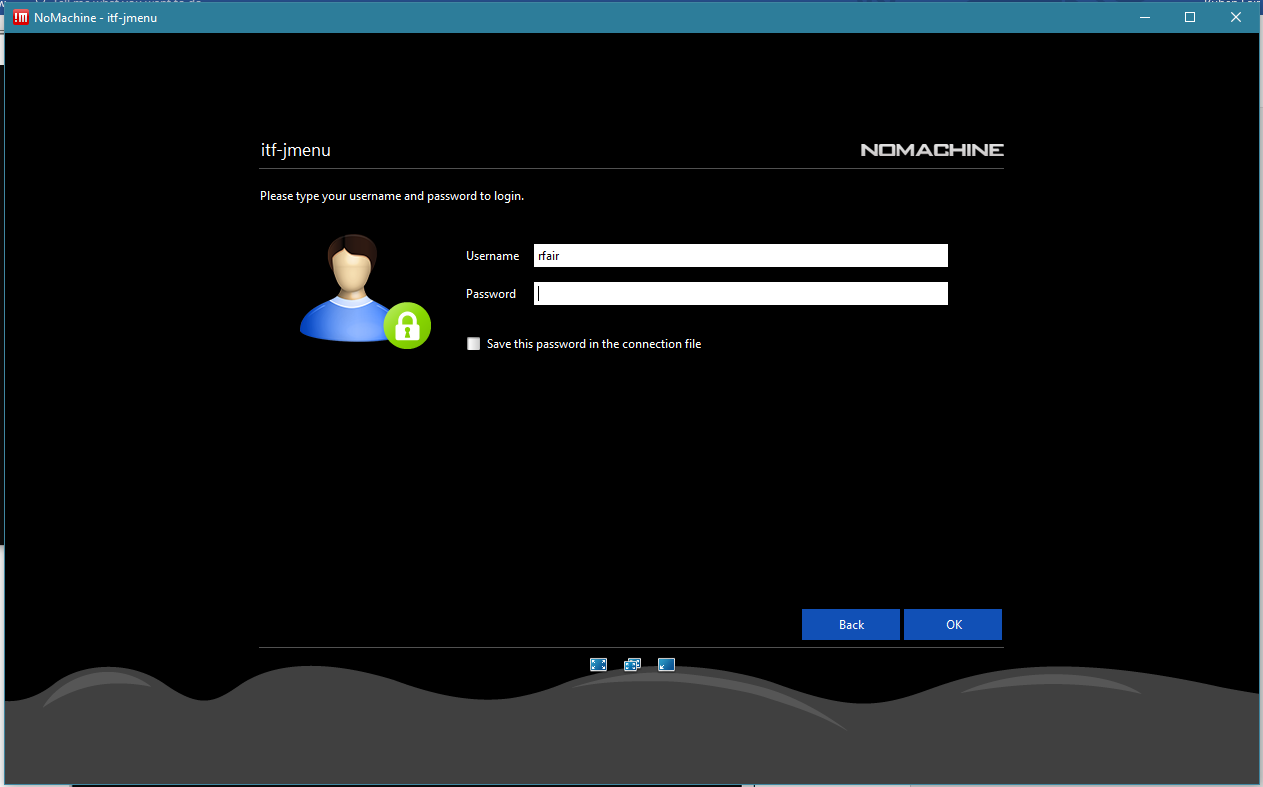 NoMachine - itf-jmenu
itf-jmenu
NOMACHINE
Please type your username and password to login.
Username
rfair
Password
Save this password in the connection file
Back
OK